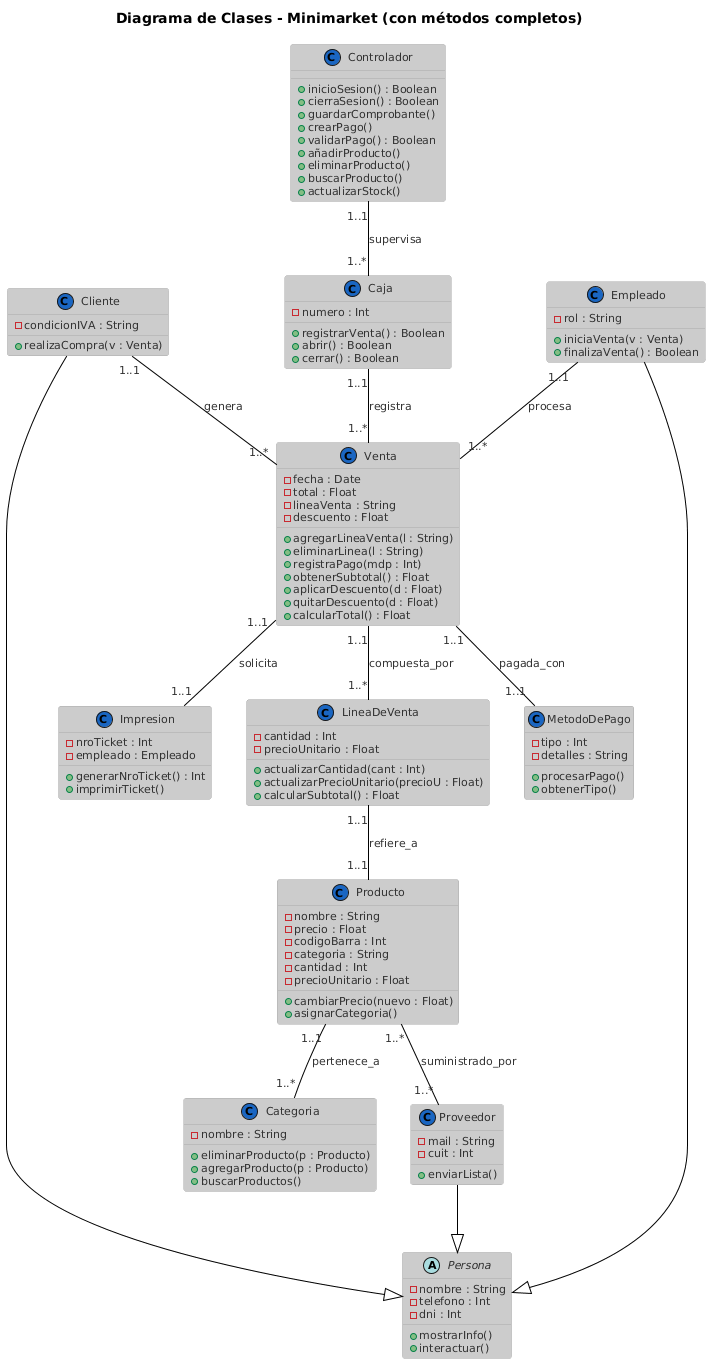 Diagrama de Clases - Minimarket (con métodos completos)
C Controlador
inicioSesion() : Boolean
cierraSesion() : Boolean
guardarComprobante()
crearPago()
validarPago() : Boolean
añadirProducto()
eliminarProducto()
buscarProducto()
actualizarStock()
1..1
supervisa
1..*
C Cliente
condicionIVA : String
realizaCompra(v : Venta)
C Caja
numero : Int
registrarVenta() : Boolean
abrir() : Boolean
cerrar() : Boolean
C Empleado
rol : String
iniciaVenta(v : Venta)
finalizaVenta() : Boolean
1..1
genera
1..*
1..1
registra
1..*
1..1
procesa
1..*
C Venta
fecha : Date
total : Float
lineaVenta : String
descuento : Float
agregarLineaVenta(l : String)
eliminarLinea(l : String)
registraPago(mdp : Int)
obtenerSubtotal() : Float
aplicarDescuento(d : Float)
quitarDescuento(d : Float)
calcularTotal() : Float
1..1
solicita
1..1
1..1
compuesta_por
1..*
1..1
pagada_con
1..1
C Impresion
nroTicket : Int
empleado : Empleado
generarNroTicket() : Int
imprimirTicket()
C LineaDeVenta
cantidad : Int
precioUnitario : Float
actualizarCantidad(cant : Int)
actualizarPrecioUnitario(precioU : Float)
calcularSubtotal() : Float
C MetodoDePago
tipo : Int
detalles : String
procesarPago()
obtenerTipo()
1..1
refiere_a
1..1
C Producto
nombre : String
precio : Float
codigoBarra : Int
categoria : String
cantidad : Int
precioUnitario : Float
cambiarPrecio(nuevo : Float)
asignarCategoria()
1..1
pertenece_a
1..*
1..*
suministrado_por
1..*
C Categoria
nombre : String
eliminarProducto(p : Producto)
agregarProducto(p : Producto)
buscarProductos()
C Proveedor
mail : String
cuit : Int
enviarLista()
A Persona
nombre : String
telefono : Int
dni : Int
mostrarInfo()
interactuar()